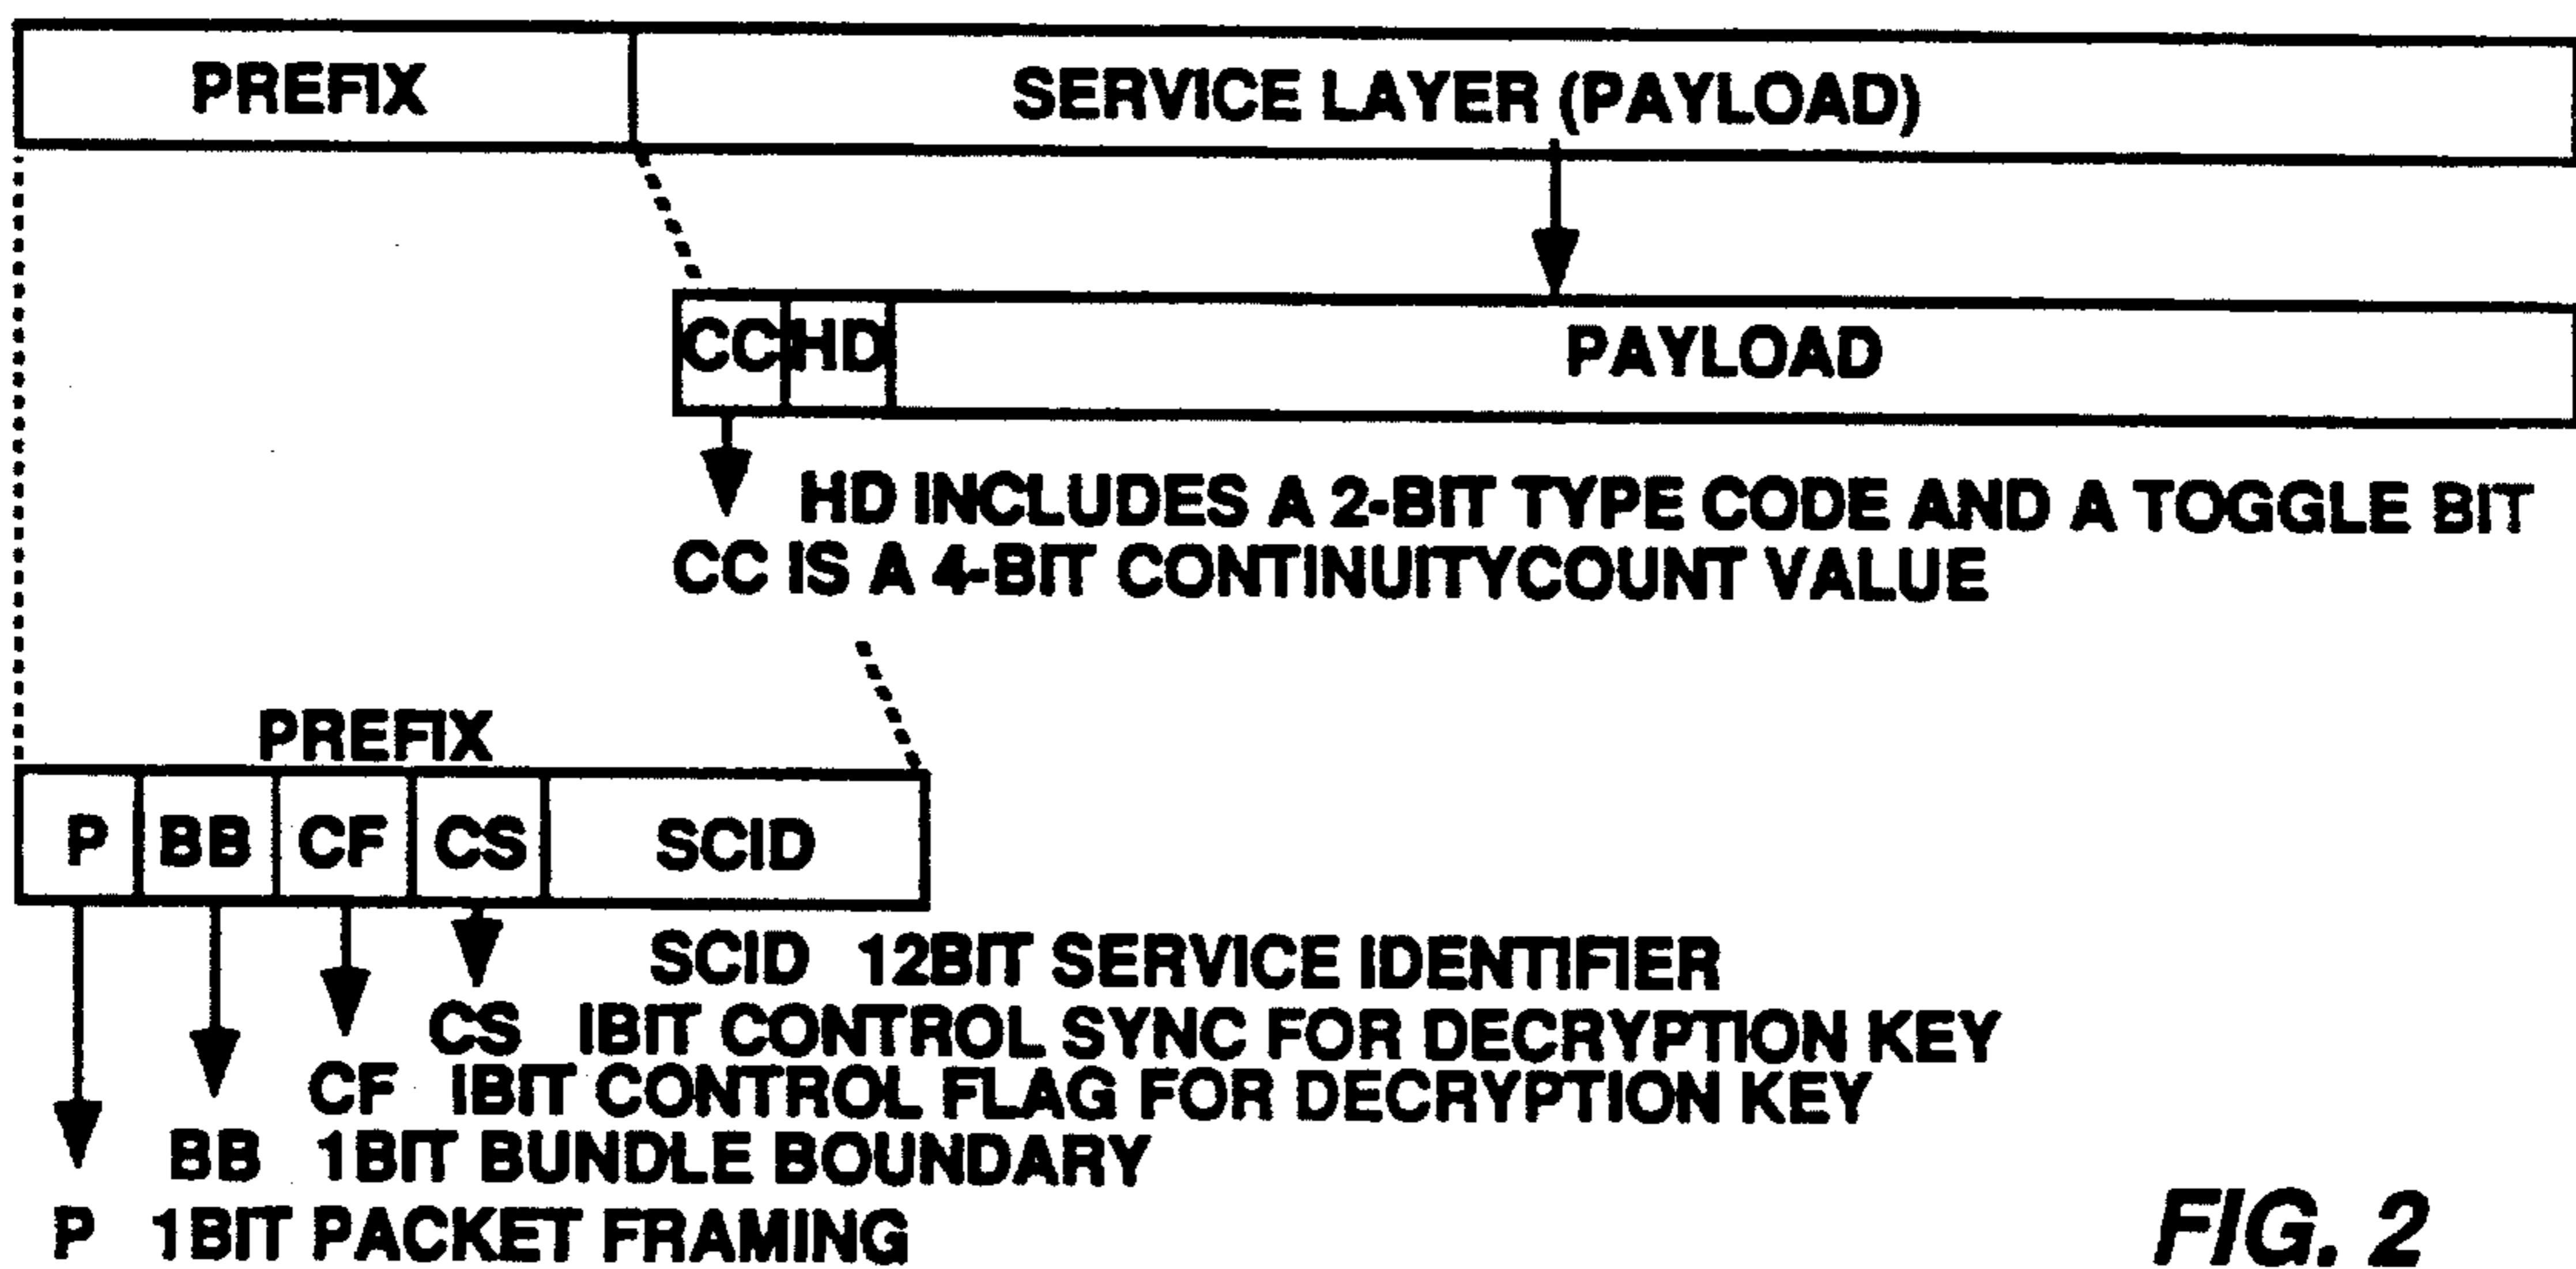 PREFIX
SERVICE LAYER (PAYLOAD)
CC
HD
PAYLOAD
HD INCLUDES A 2-BIT TYPE CODE AND A TOGGLE BIT
CC IS A 4-BIT CONTINUITYCOUNT VALUE
PREFIX
P
BB
CF
CS
SCID
SCID 12BIT SERVICE IDENTIFIER
CS IBIT CONTROL SYNC FOR DECRYPTION KEY
CF IBIT CONTROL FLAG FOR DECRYPTION KEY
BB 1BIT BUNDLE BOUNDARY
P 1BIT PACKET FRAMING
FIG. 2